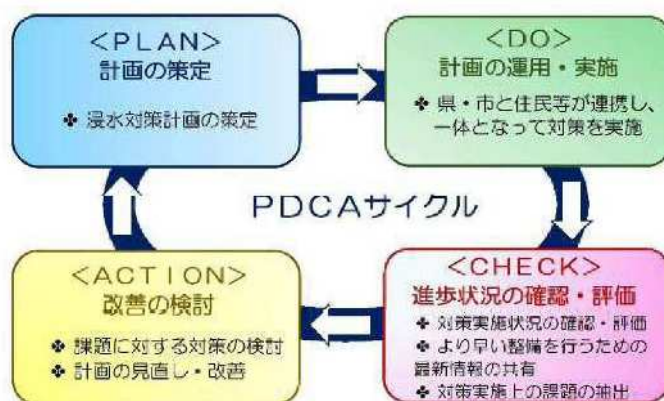 <PLAN>
計画の策定
❖ 浸水対策計画の策定
<DO>
計画の運用・実施
❖ 県・市と住民等が連携し、
一体となって対策を実施
PDCAサイクル
<ACTION>
改善の検討
❖ 課題に対する対策の検討
❖ 計画の見直し・改善
<CHECK>
進歩状況の確認・評価
❖ 対策実施状況の確認・評価
❖ より早い整備を行うための
最新情報の共有
❖ 対策実施上の課題の抽出